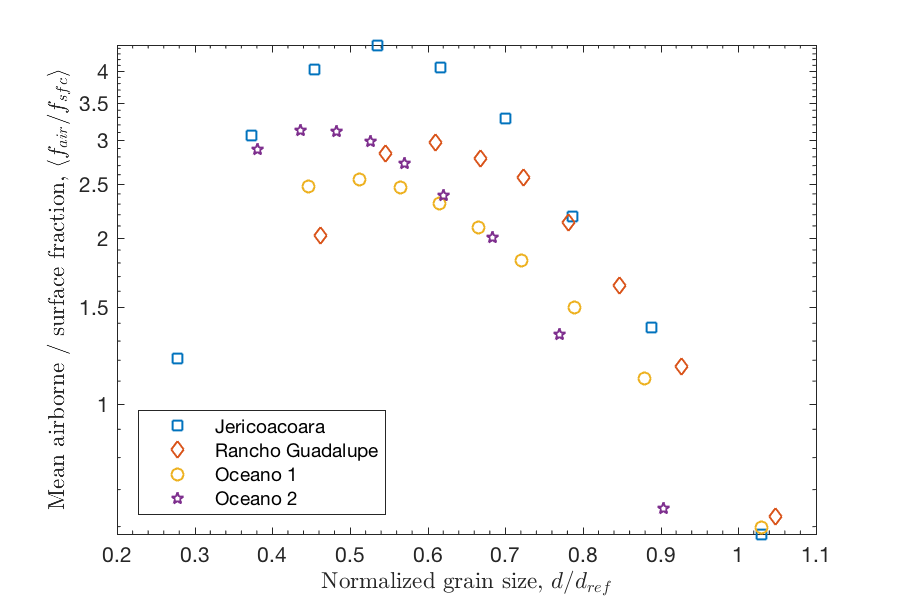 Mean airborne / surface fraction, ⟨f_air/f_sfc⟩
4
3.5
3
2.5
2
1.5
1
Jericoacoara
Rancho Guadalupe
Oceano 1
Oceano 2
0.2 0.3 0.4 0.5 0.6 0.7 0.8 0.9 1 1.1
Normalized grain size, d/d_ref